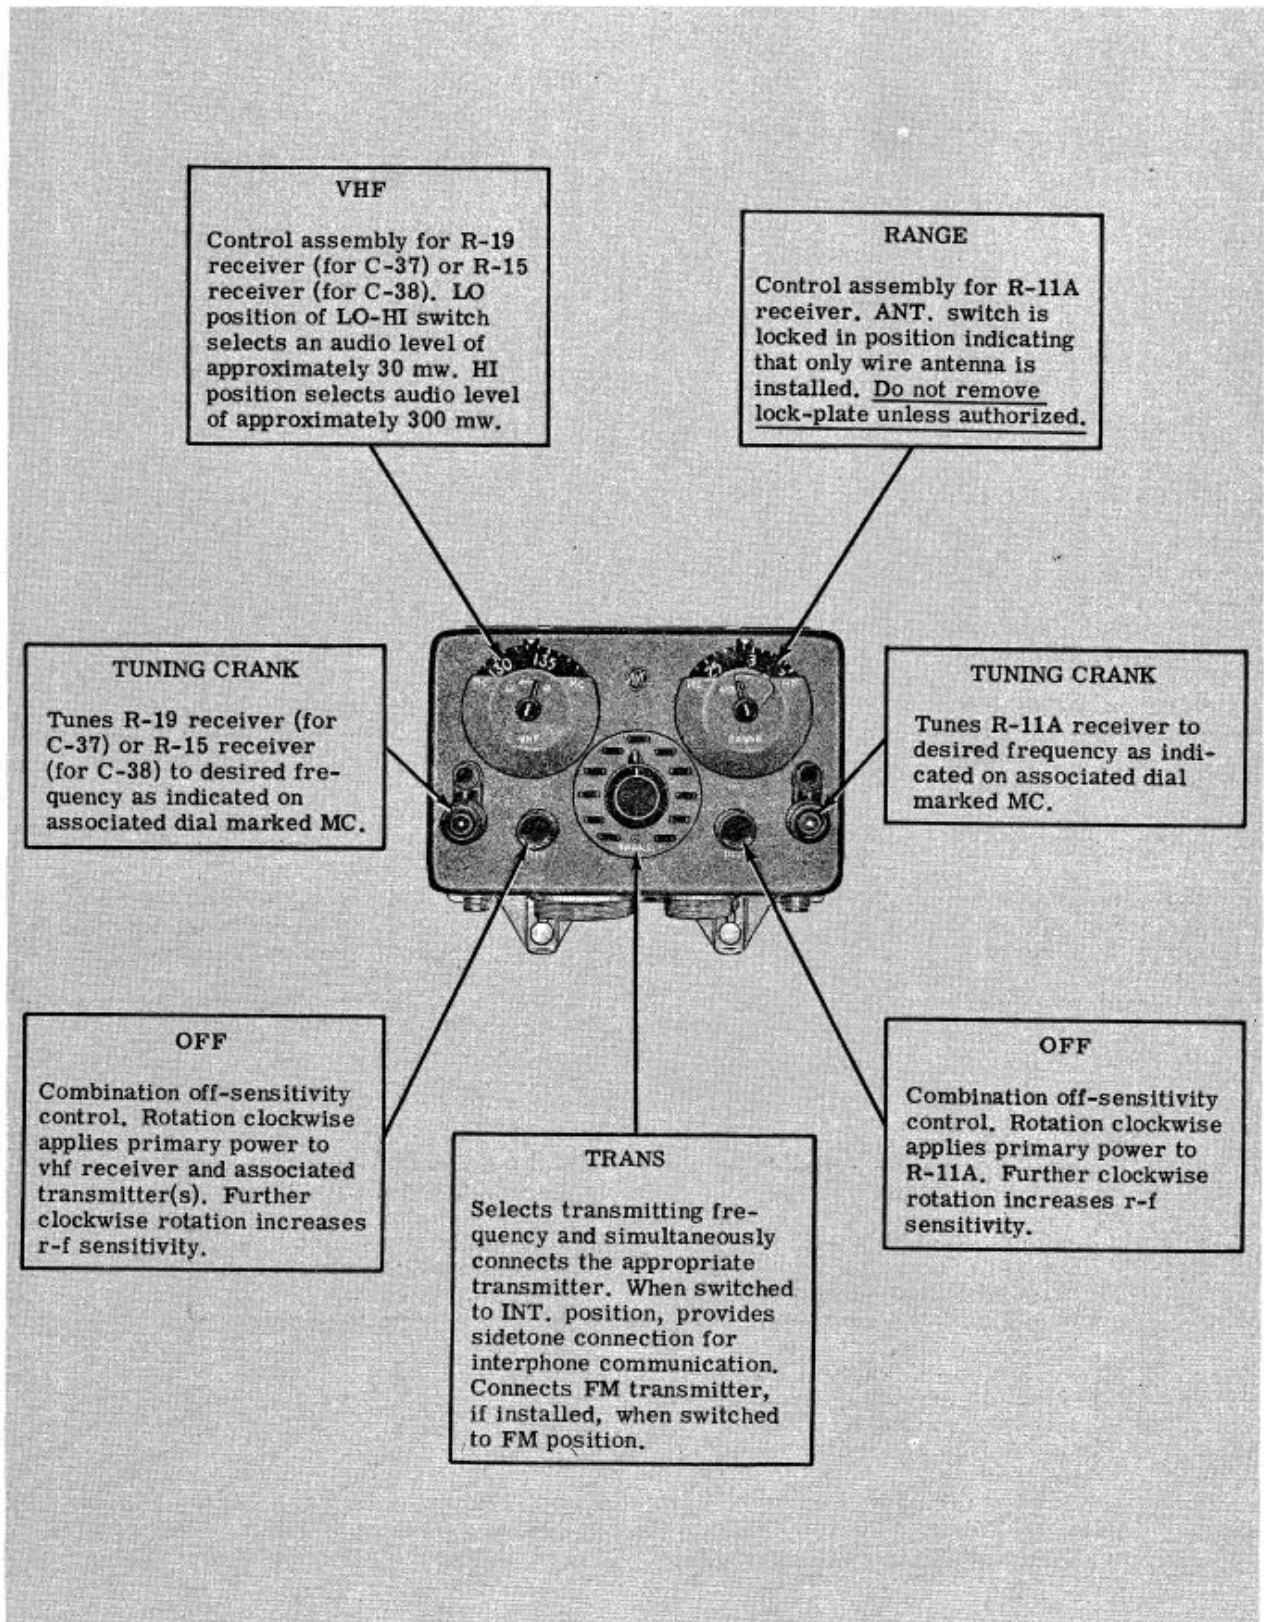 VHF
Control assembly for R-19
receiver (for C-37) or R-15
receiver (for C-38). LO
position of LO-HI switch
selects an audio level of
approximately 30 mw. HI
position selects audio level
of approximately 300 mw.
RANGE
Control assembly for R-11A
receiver. ANT. switch is
locked in position indicating
that only wire antenna is
installed. Do not remove
lock-plate unless authorized.
TUNING CRANK
Tunes R-19 receiver (for
C-37) or R-15 receiver
(for C-38) to desired fre-
quency as indicated on
associated dial marked MC.
130 135
3
VHF
RANGE
TRANS
TUNING CRANK
Tunes R-11A receiver to
desired frequency as indi-
cated on associated dial
marked MC.
OFF
Combination off-sensitivity
control. Rotation clockwise
applies primary power to
vhf receiver and associated
transmitter(s). Further
clockwise rotation increases
r-f sensitivity.
TRANS
Selects transmitting fre-
quency and simultaneously
connects the appropriate
transmitter. When switched
to INT. position, provides
sidetone connection for
interphone communication.
Connects FM transmitter,
if installed, when switched
to FM position.
OFF
Combination off-sensitivity
control. Rotation clockwise
applies primary power to
R-11A. Further clockwise
rotation increases r-f
sensitivity.